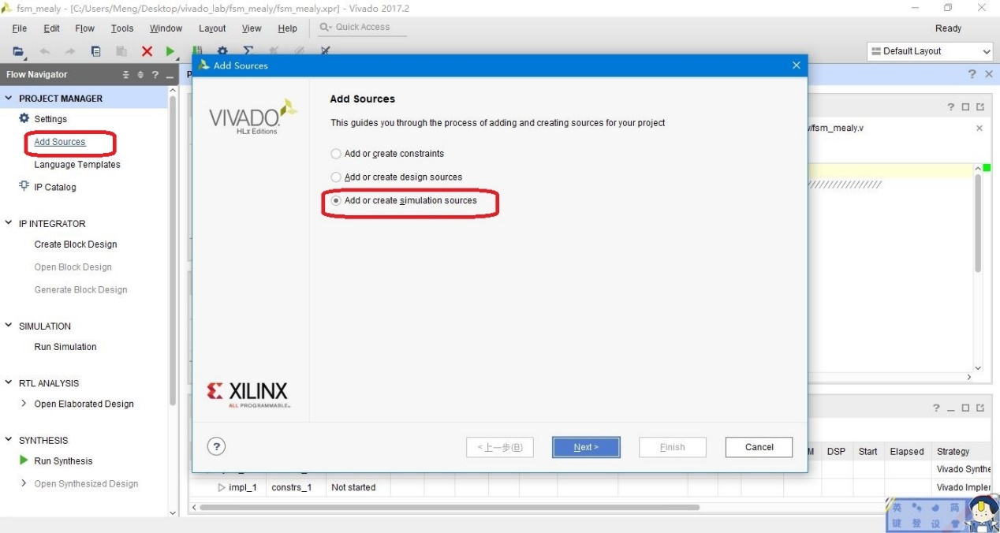 fsm_mealy - [C:/Users/Meng/Desktop/vivado_lab/fsm_mealy/fsm_mealy.xpr] - Vivado 2017.2
File Edit Flow Tools Window Layout View Help Quick Access Ready
Default Layout
Flow Navigator
PROJECT MANAGER
Settings
Add Sources
Language Templates
IP Catalog
IP INTEGRATOR
Create Block Design
Open Block Design
Generate Block Design
SIMULATION
Run Simulation
RTL ANALYSIS
Open Elaborated Design
SYNTHESIS
Run Synthesis
Open Synthesized Design
Add Sources
VIVADO.
HLx Editions
Add Sources
This guides you through the process of adding and creating sources for your project
Add or create constraints
Add or create design sources
Add or create simulation sources
XILINX
ALL PROGRAMMABLE.
? <上一步(B) Next > Finish Cancel
/fsm_mealy.v
/////////////////
DSP Start Elapsed Strategy
Vivado Synthe
impl_1 constrs_1 Not started Vivado Impler
英 简
键 登 设